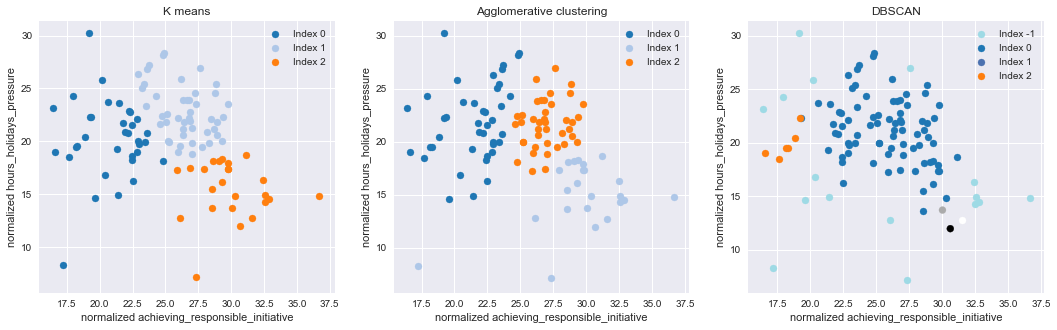 K means
Index 0
Index 1
Index 2
30
25
20
15
10
17.5 20.0 22.5 25.0 27.5 30.0 32.5 35.0 37.5
normalized achieving_responsible_initiative
normalized hours_holidays_pressure
Agglomerative clustering
Index 0
Index 1
Index 2
30
25
20
15
10
17.5 20.0 22.5 25.0 27.5 30.0 32.5 35.0 37.5
normalized achieving_responsible_initiative
normalized hours_holidays_pressure
DBSCAN
Index -1
Index 0
Index 1
Index 2
30
25
20
15
10
17.5 20.0 22.5 25.0 27.5 30.0 32.5 35.0 37.5
normalized achieving_responsible_initiative
normalized hours_holidays_pressure